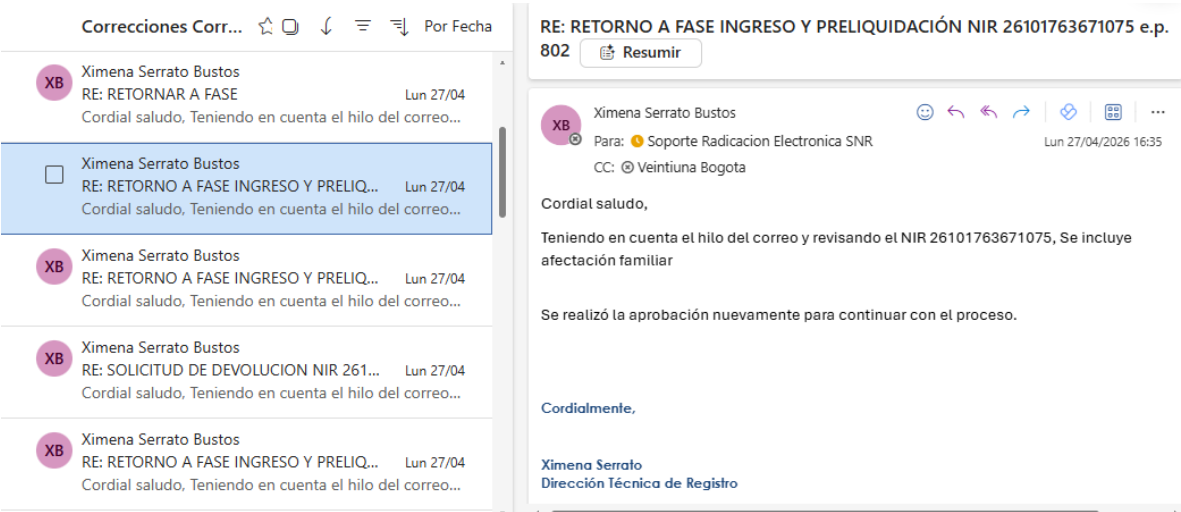 Correcciones Corr...
Por Fecha
XB
Ximena Serrato Bustos
RE: RETORNAR A FASE
Lun 27/04
Cordial saludo, Teniendo en cuenta el hilo del correo...
Ximena Serrato Bustos
RE: RETORNO A FASE INGRESO Y PRELIQ...
Lun 27/04
Cordial saludo, Teniendo en cuenta el hilo del correo...
XB
Ximena Serrato Bustos
RE: RETORNO A FASE INGRESO Y PRELIQ...
Lun 27/04
Cordial saludo, Teniendo en cuenta el hilo del correo...
XB
Ximena Serrato Bustos
RE: SOLICITUD DE DEVOLUCION NIR 261...
Lun 27/04
Cordial saludo, Teniendo en cuenta el hilo del correo...
XB
Ximena Serrato Bustos
RE: RETORNO A FASE INGRESO Y PRELIQ...
Lun 27/04
Cordial saludo, Teniendo en cuenta el hilo del correo...
RE: RETORNO A FASE INGRESO Y PRELIQUIDACIÓN NIR 26101763671075 e.p.
802
Resumir
XB
Ximena Serrato Bustos
Para: Soporte Radicacion Electronica SNR
Lun 27/04/2026 16:35
CC: Veintiuna Bogota
Cordial saludo,
Teniendo en cuenta el hilo del correo y revisando el NIR 26101763671075, Se incluye
afectación familiar
Se realizó la aprobación nuevamente para continuar con el proceso.
Cordialmente,
Ximena Serrato
Dirección Técnica de Registro